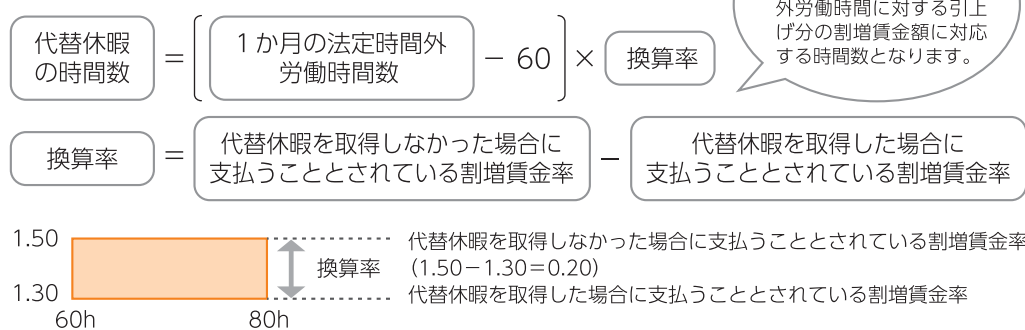 外労働時間に対する引上
げ分の割増賃金額に対応
する時間数となります。
代替休暇
の時間数
=
1か月の法定時間外
労働時間数
− 60
×
換算率
換算率
=
代替休暇を取得しなかった場合に
支払うこととされている割増賃金率
−
代替休暇を取得した場合に
支払うこととされている割増賃金率
1.50
代替休暇を取得しなかった場合に支払うこととされている割増賃金率
換算率
（1.50−1.30＝0.20）
1.30
代替休暇を取得した場合に支払うこととされている割増賃金率
60h
80h